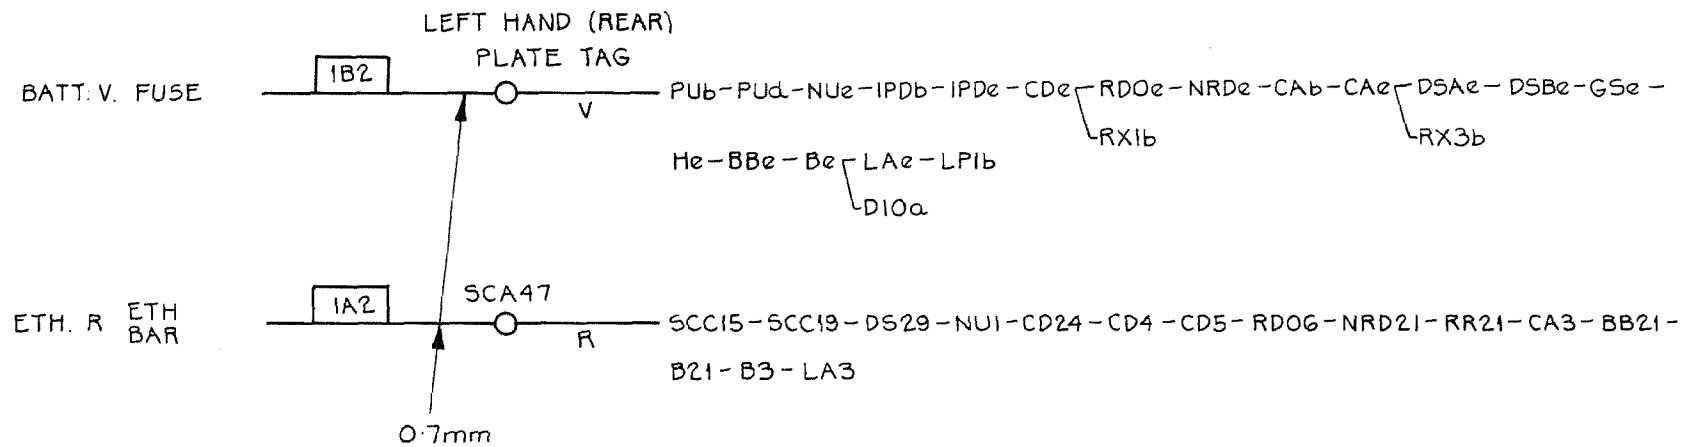 LEFT HAND (REAR)
PLATE TAG
BATT. V. FUSE
1B2
V
PUb-PUd-NUe-IPDb-IPDe-CDe-RDOe-NRDe-CAb-CAe-DSAe-DSBe-GSe-
RX1b
RX3b
He-BBe-Be-LAe-LP1b
D10a
ETH. R ETH BAR
1A2
SCA47
R
SCC15-SCC19-DS29-NU1-CD24-CD4-CD5-RDO6-NRD21-RR21-CA3-BB21-
B21-B3-LA3
0.7mm